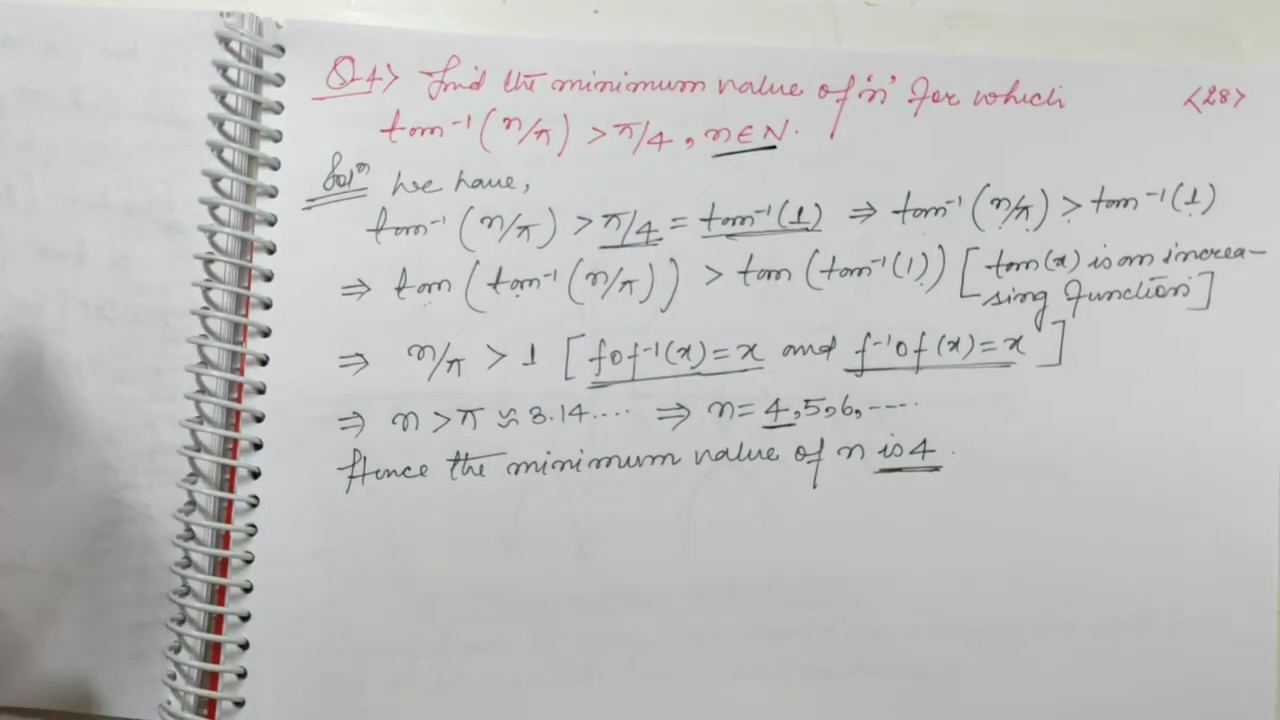 Q-4> find the minimum value of 'n' for which <28>
tan⁻¹(n/π) > π/4, n∈N.
Solⁿ We have,
tan⁻¹(n/π) > π/4 = tan⁻¹(1) ⇒ tan⁻¹(n/π) > tan⁻¹(1)
⇒ tan(tan⁻¹(n/π)) > tan(tan⁻¹(1)) [tan(x) is an increa-
sing function]
⇒ n/π > 1 [fof⁻¹(x)=x and f⁻¹of(x)=x]
⇒ n > π ≈ 3.14.... ⇒ n=4,5,6,-----
Hence the minimum value of n is 4.